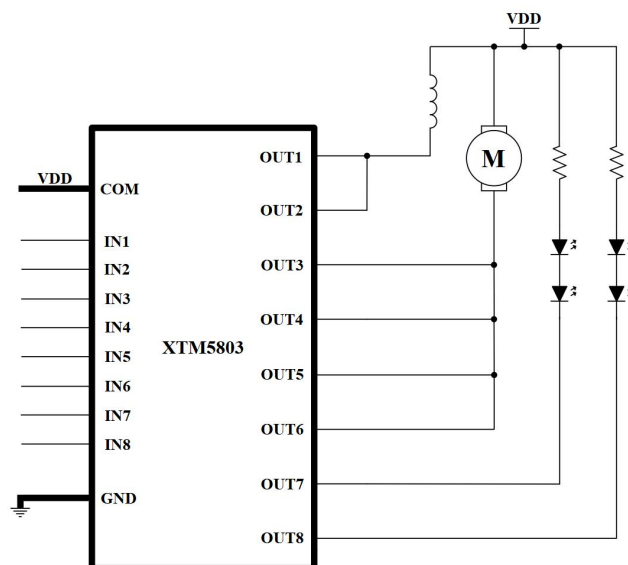 VDD
M
VDD
COM
IN1
IN2
IN3
IN4
IN5
IN6
IN7
IN8
GND
XTM5803
OUT1
OUT2
OUT3
OUT4
OUT5
OUT6
OUT7
OUT8